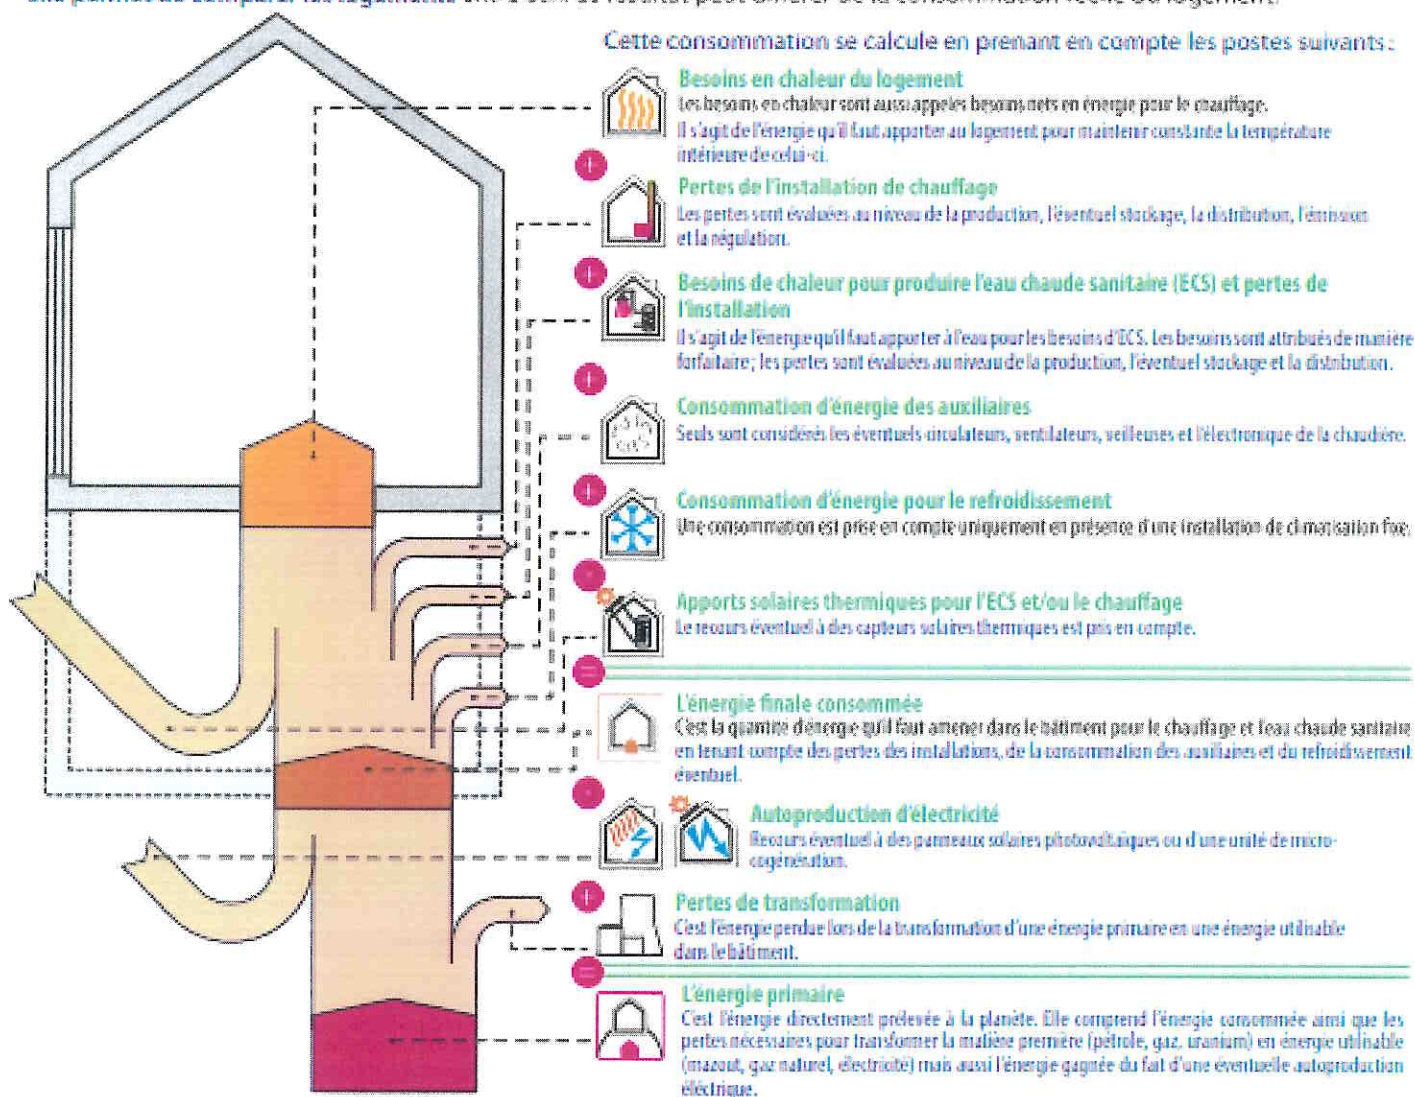 Cette consommation se calcule en prenant en compte les postes suivants :
Besoins en chaleur du logement
Les besoins en chaleur sont aussi appelés besoins nets en énergie pour le chauffage.
Il s'agit de l'énergie qu'il faut apporter au logement pour maintenir constante la température
intérieure de celui-ci.
+
Pertes de l'installation de chauffage
Les pertes sont évaluées au niveau de la production, l'éventuel stockage, la distribution, l'émission
et la régulation.
+
Besoins de chaleur pour produire l'eau chaude sanitaire (ECS) et pertes de
l'installation
Il s'agit de l'énergie qu'il faut apporter à l'eau pour les besoins d'ECS. Les besoins sont attribués de manière
forfaitaire ; les pertes sont évaluées au niveau de la production, l'éventuel stockage et la distribution.
+
Consommation d'énergie des auxiliaires
Seuls sont considérés les éventuels circulateurs, ventilateurs, veilleuses et l'électronique de la chaudière.
+
Consommation d'énergie pour le refroidissement
Une consommation est prise en compte uniquement en présence d'une installation de climatisation fixe.
-
Apports solaires thermiques pour l'ECS et/ou le chauffage
Le recours éventuel à des capteurs solaires thermiques est pris en compte.
=
L'énergie finale consommée
C'est la quantité d'énergie qu'il faut amener dans le bâtiment pour le chauffage et l'eau chaude sanitaire
en tenant compte des pertes des installations, de la consommation des auxiliaires et du refroidissement
éventuel.
-
Autoproduction d'électricité
Recours éventuel à des panneaux solaires photovoltaïques ou d'une unité de micro-
cogénération.
+
Pertes de transformation
C'est l'énergie perdue lors de la transformation d'une énergie primaire en une énergie utilisable
dans le bâtiment.
=
L'énergie primaire
C'est l'énergie directement prélevée à la planète. Elle comprend l'énergie consommée ainsi que les
pertes nécessaires pour transformer la matière première (pétrole, gaz, uranium) en énergie utilisable
(mazout, gaz naturel, électricité) mais aussi l'énergie gagnée du fait d'une éventuelle autoproduction
électrique.